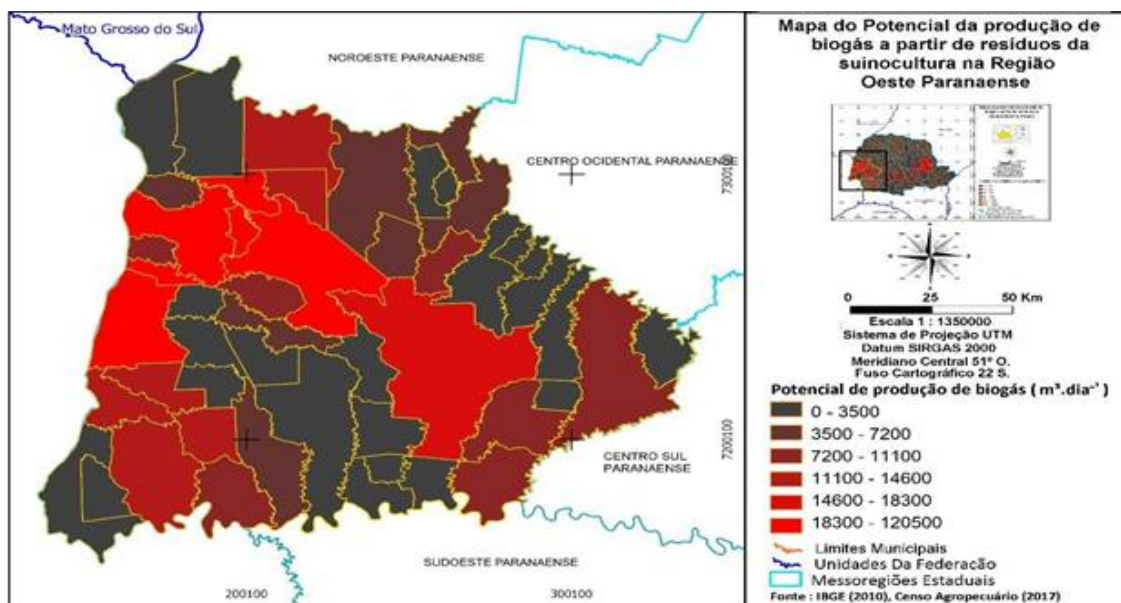 Mato Grosso do Sul
NOROESTE PARANAENSE
CENTRO OCIDENTAL PARANAENSE
7300100
7200100
CENTRO SUL
PARANAENSE
SUDOESTE PARANAENSE
200100
300100
Mapa do Potencial da produção de
biogás a partir de resíduos da
suinocultura na Região
Oeste Paranaense
0 25 50 Km
Escala 1 : 1350000
Sistema de Projeção UTM
Datum SIRGAS 2000
Meridiano Central 51º O.
Fuso Cartográfico 22 S.
Potencial de produção de biogás ( m³.dia⁻¹ )
0 - 3500
3500 - 7200
7200 - 11100
11100 - 14600
14600 - 18300
18300 - 120500
Limites Municipais
Unidades Da Federacão
Messoregiões Estaduais
Fonte : IBGE (2010), Censo Agropecuário (2017)